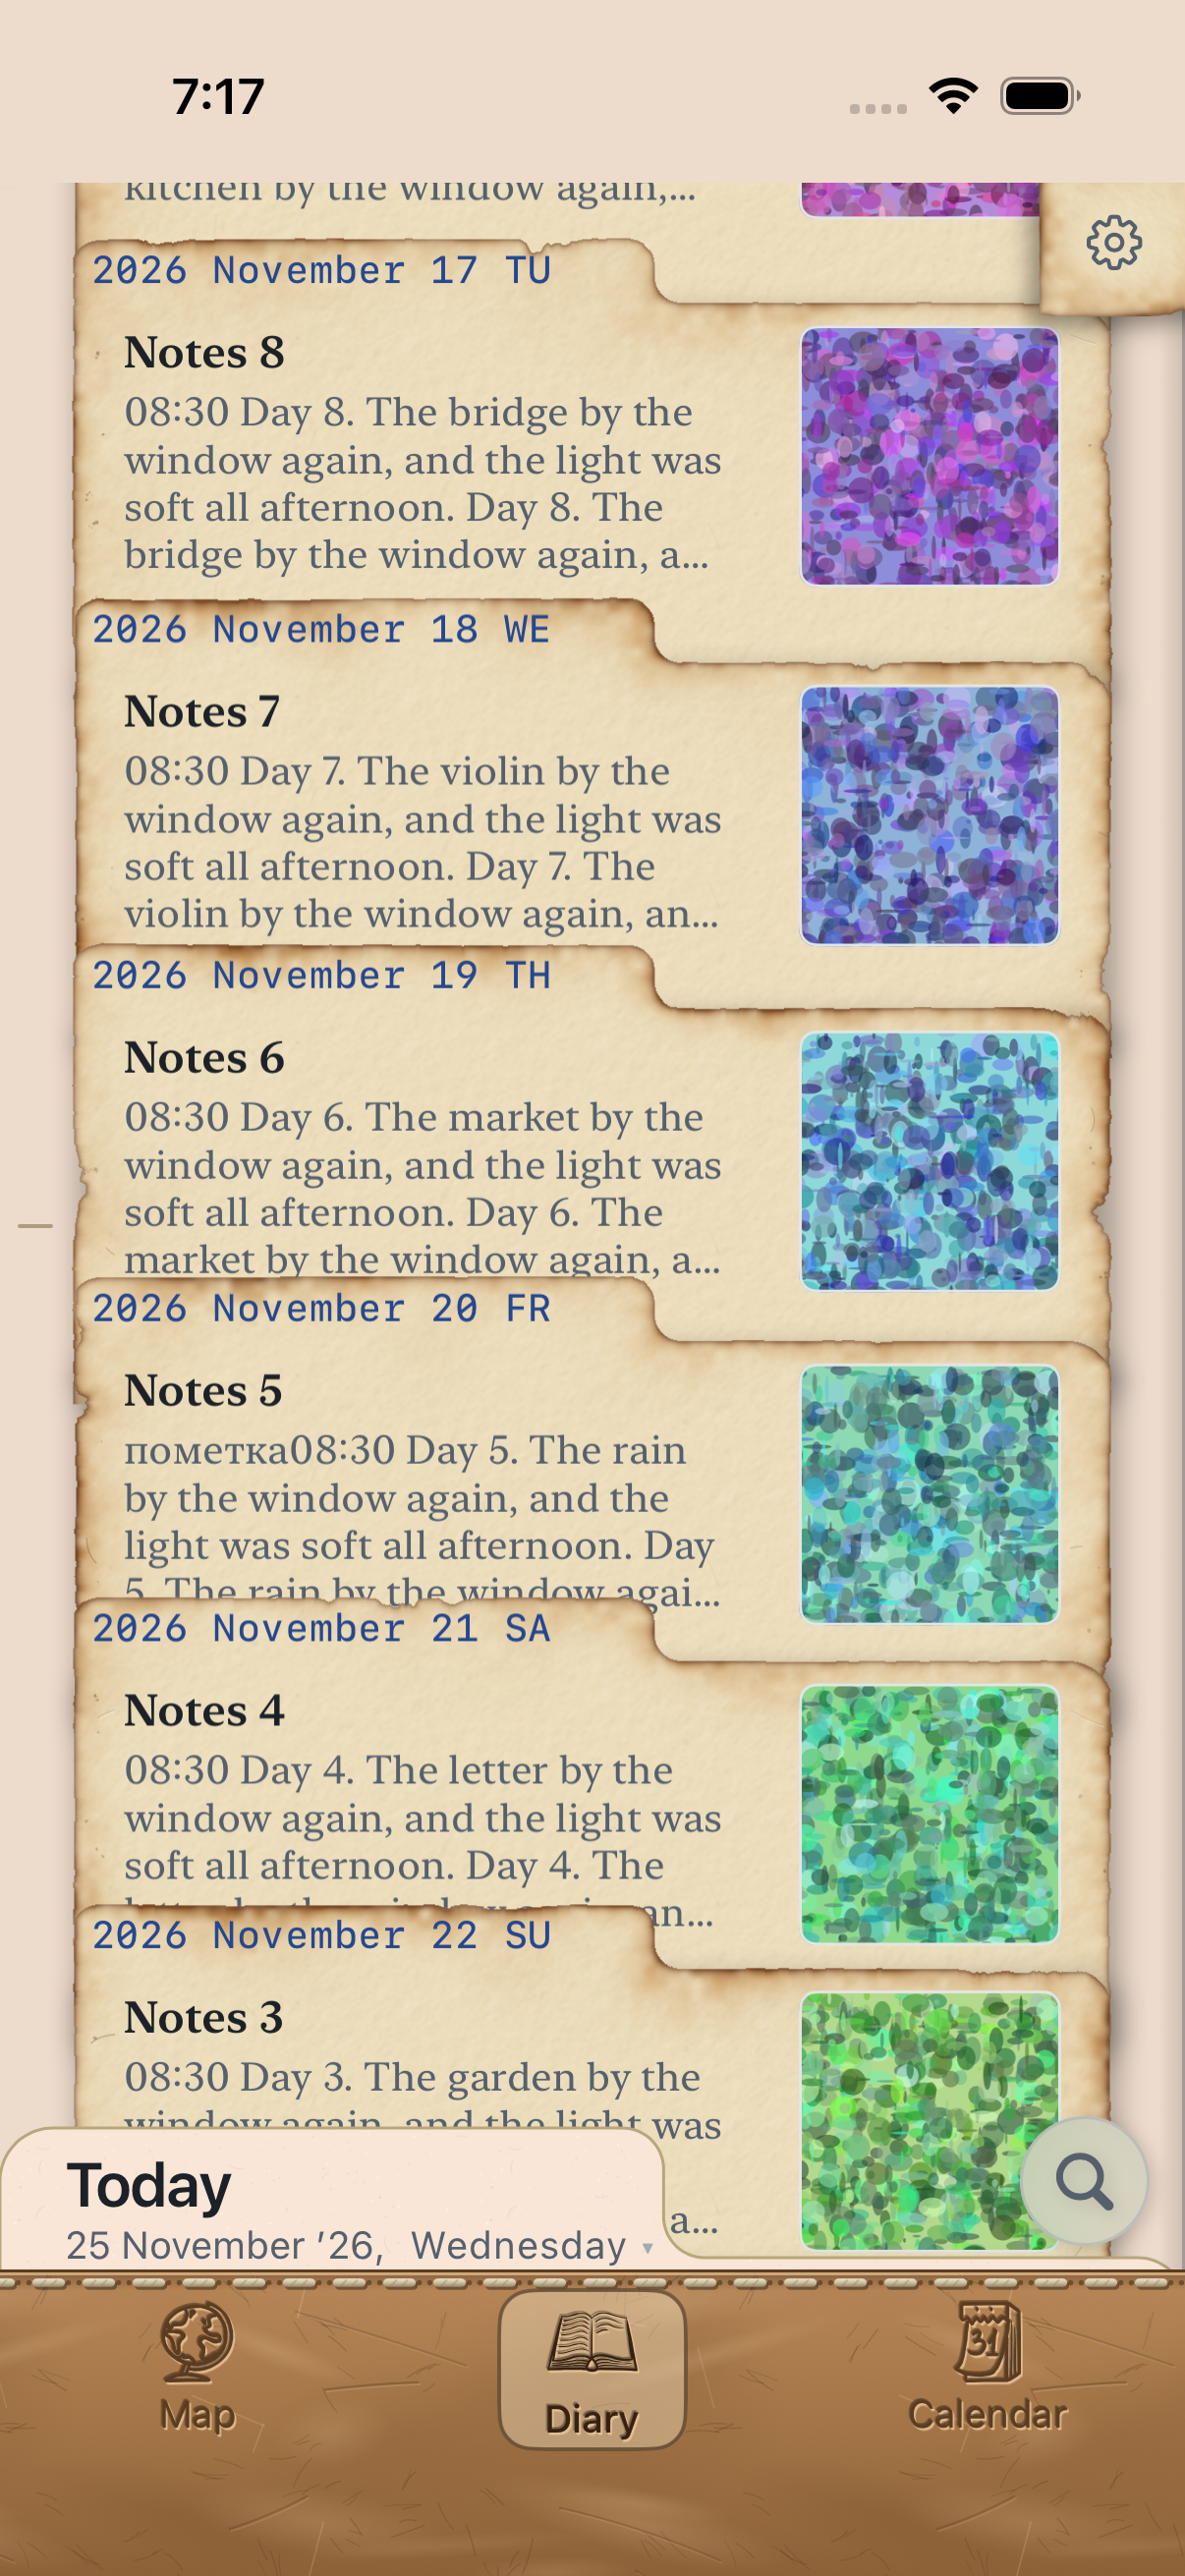 7:17
kitchen by the window again,...
2026 November 17 TU
Notes 8
08:30 Day 8. The bridge by the
window again, and the light was
soft all afternoon. Day 8. The
bridge by the window again, a...
2026 November 18 WE
Notes 7
08:30 Day 7. The violin by the
window again, and the light was
soft all afternoon. Day 7. The
violin by the window again, an...
2026 November 19 TH
Notes 6
08:30 Day 6. The market by the
window again, and the light was
soft all afternoon. Day 6. The
market by the window again, a...
2026 November 20 FR
Notes 5
пометка08:30 Day 5. The rain
by the window again, and the
light was soft all afternoon. Day
5. The rain by the window agai...
2026 November 21 SA
Notes 4
08:30 Day 4. The letter by the
window again, and the light was
soft all afternoon. Day 4. The
an...
2026 November 22 SU
Notes 3
08:30 Day 3. The garden by the
window again, and the light was
a...
Today
25 November ’26, Wednesday
Map
Diary
31
Calendar